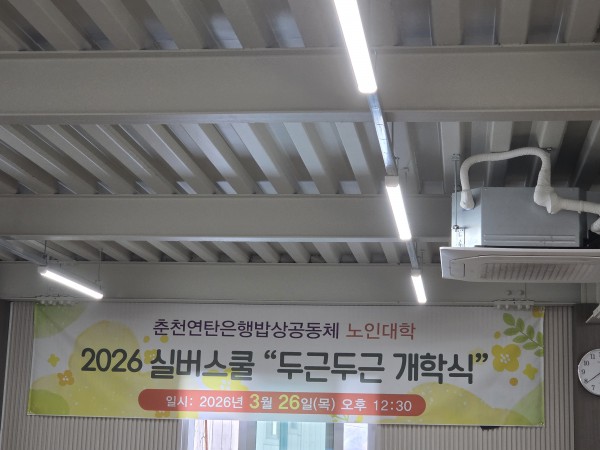 춘천연탄은행밥상공동체 노인대학
2026 실버스쿨 “두근두근 개학식”
일시: 2026년 3월 26일(목) 오후 12:30